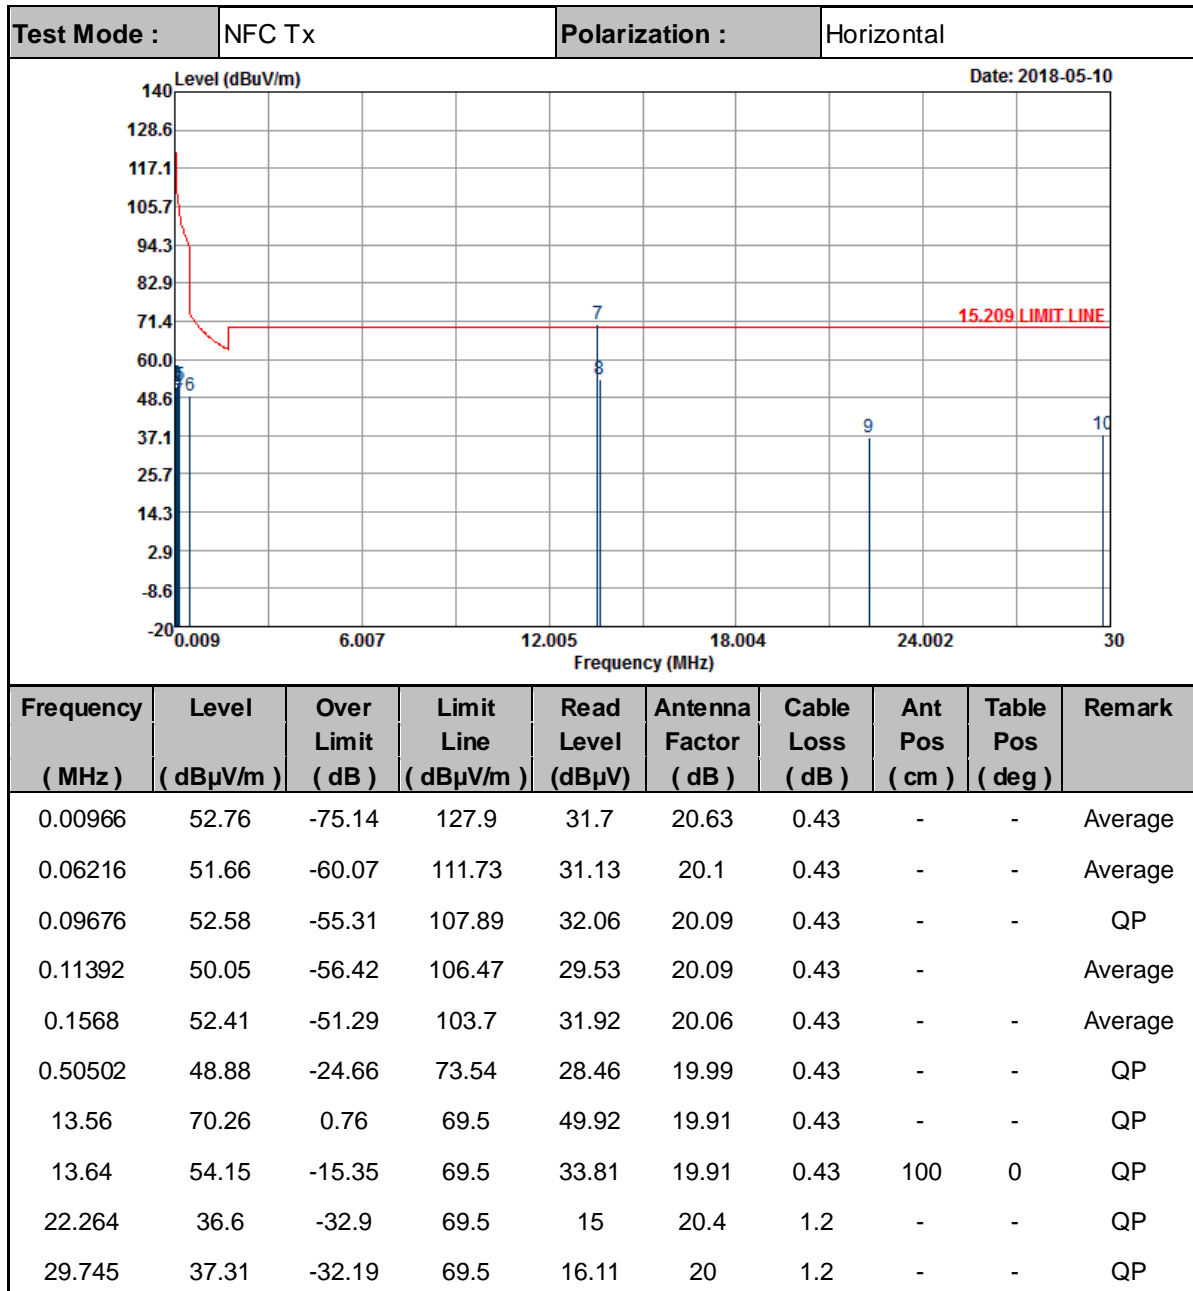 Test Mode : NFC Tx Polarization : Horizontal
Level (dBuV/m) Date: 2018-05-10
140
128.6
117.1
105.7
94.3
82.9
71.4
60.0
48.6
37.1
25.7
14.3
2.9
-8.6
-20
15.209 LIMIT LINE
6
7
8
9
10
0.009 6.007 12.005 18.004 24.002 30
Frequency (MHz)
Frequency Level Over Limit Read Antenna Cable Ant Table Remark
Limit Line Level Factor Loss Pos Pos
( MHz ) ( dBµV/m ) ( dB ) ( dBµV/m ) (dBµV) ( dB ) ( dB ) ( cm ) ( deg )
0.00966 52.76 -75.14 127.9 31.7 20.63 0.43 - - Average
0.06216 51.66 -60.07 111.73 31.13 20.1 0.43 - - Average
0.09676 52.58 -55.31 107.89 32.06 20.09 0.43 - - QP
0.11392 50.05 -56.42 106.47 29.53 20.09 0.43 - Average
0.1568 52.41 -51.29 103.7 31.92 20.06 0.43 - - Average
0.50502 48.88 -24.66 73.54 28.46 19.99 0.43 - - QP
13.56 70.26 0.76 69.5 49.92 19.91 0.43 - - QP
13.64 54.15 -15.35 69.5 33.81 19.91 0.43 100 0 QP
22.264 36.6 -32.9 69.5 15 20.4 1.2 - - QP
29.745 37.31 -32.19 69.5 16.11 20 1.2 - - QP